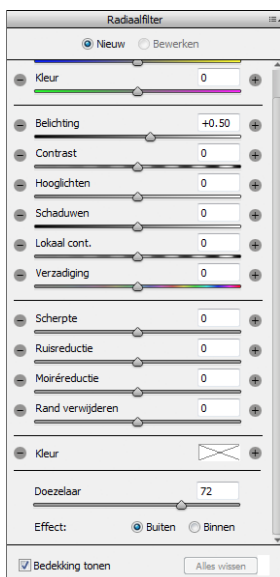 Radiaalfilter
Nieuw Bewerken
Kleur 0
Belichting +0.50
Contrast 0
Hooglichten 0
Schaduwen 0
Lokaal cont. 0
Verzadiging 0
Scherpte 0
Ruisreductie 0
Moiréreductie 0
Rand verwijderen 0
Kleur
Doezelaar 72
Effect: Buiten Binnen
Bedekking tonen Alles wissen